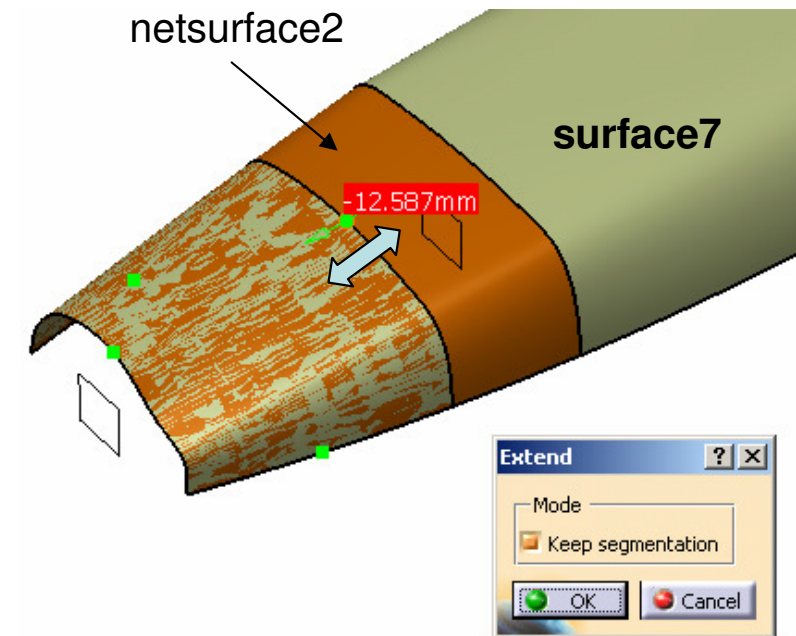 netsurface2
surface7
-12.587mm
Extend
Mode
Keep segmentation
OK
Cancel